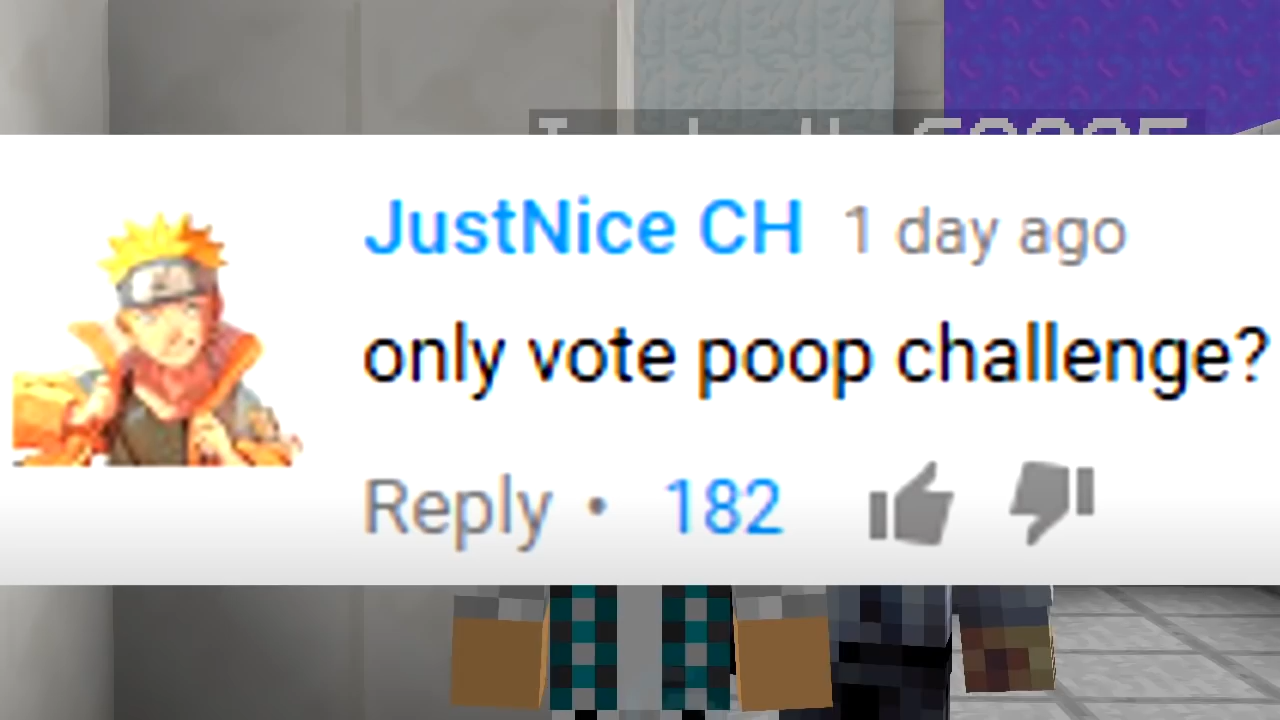 JustNice CH 1 day ago
only vote poop challenge?
Reply • 182